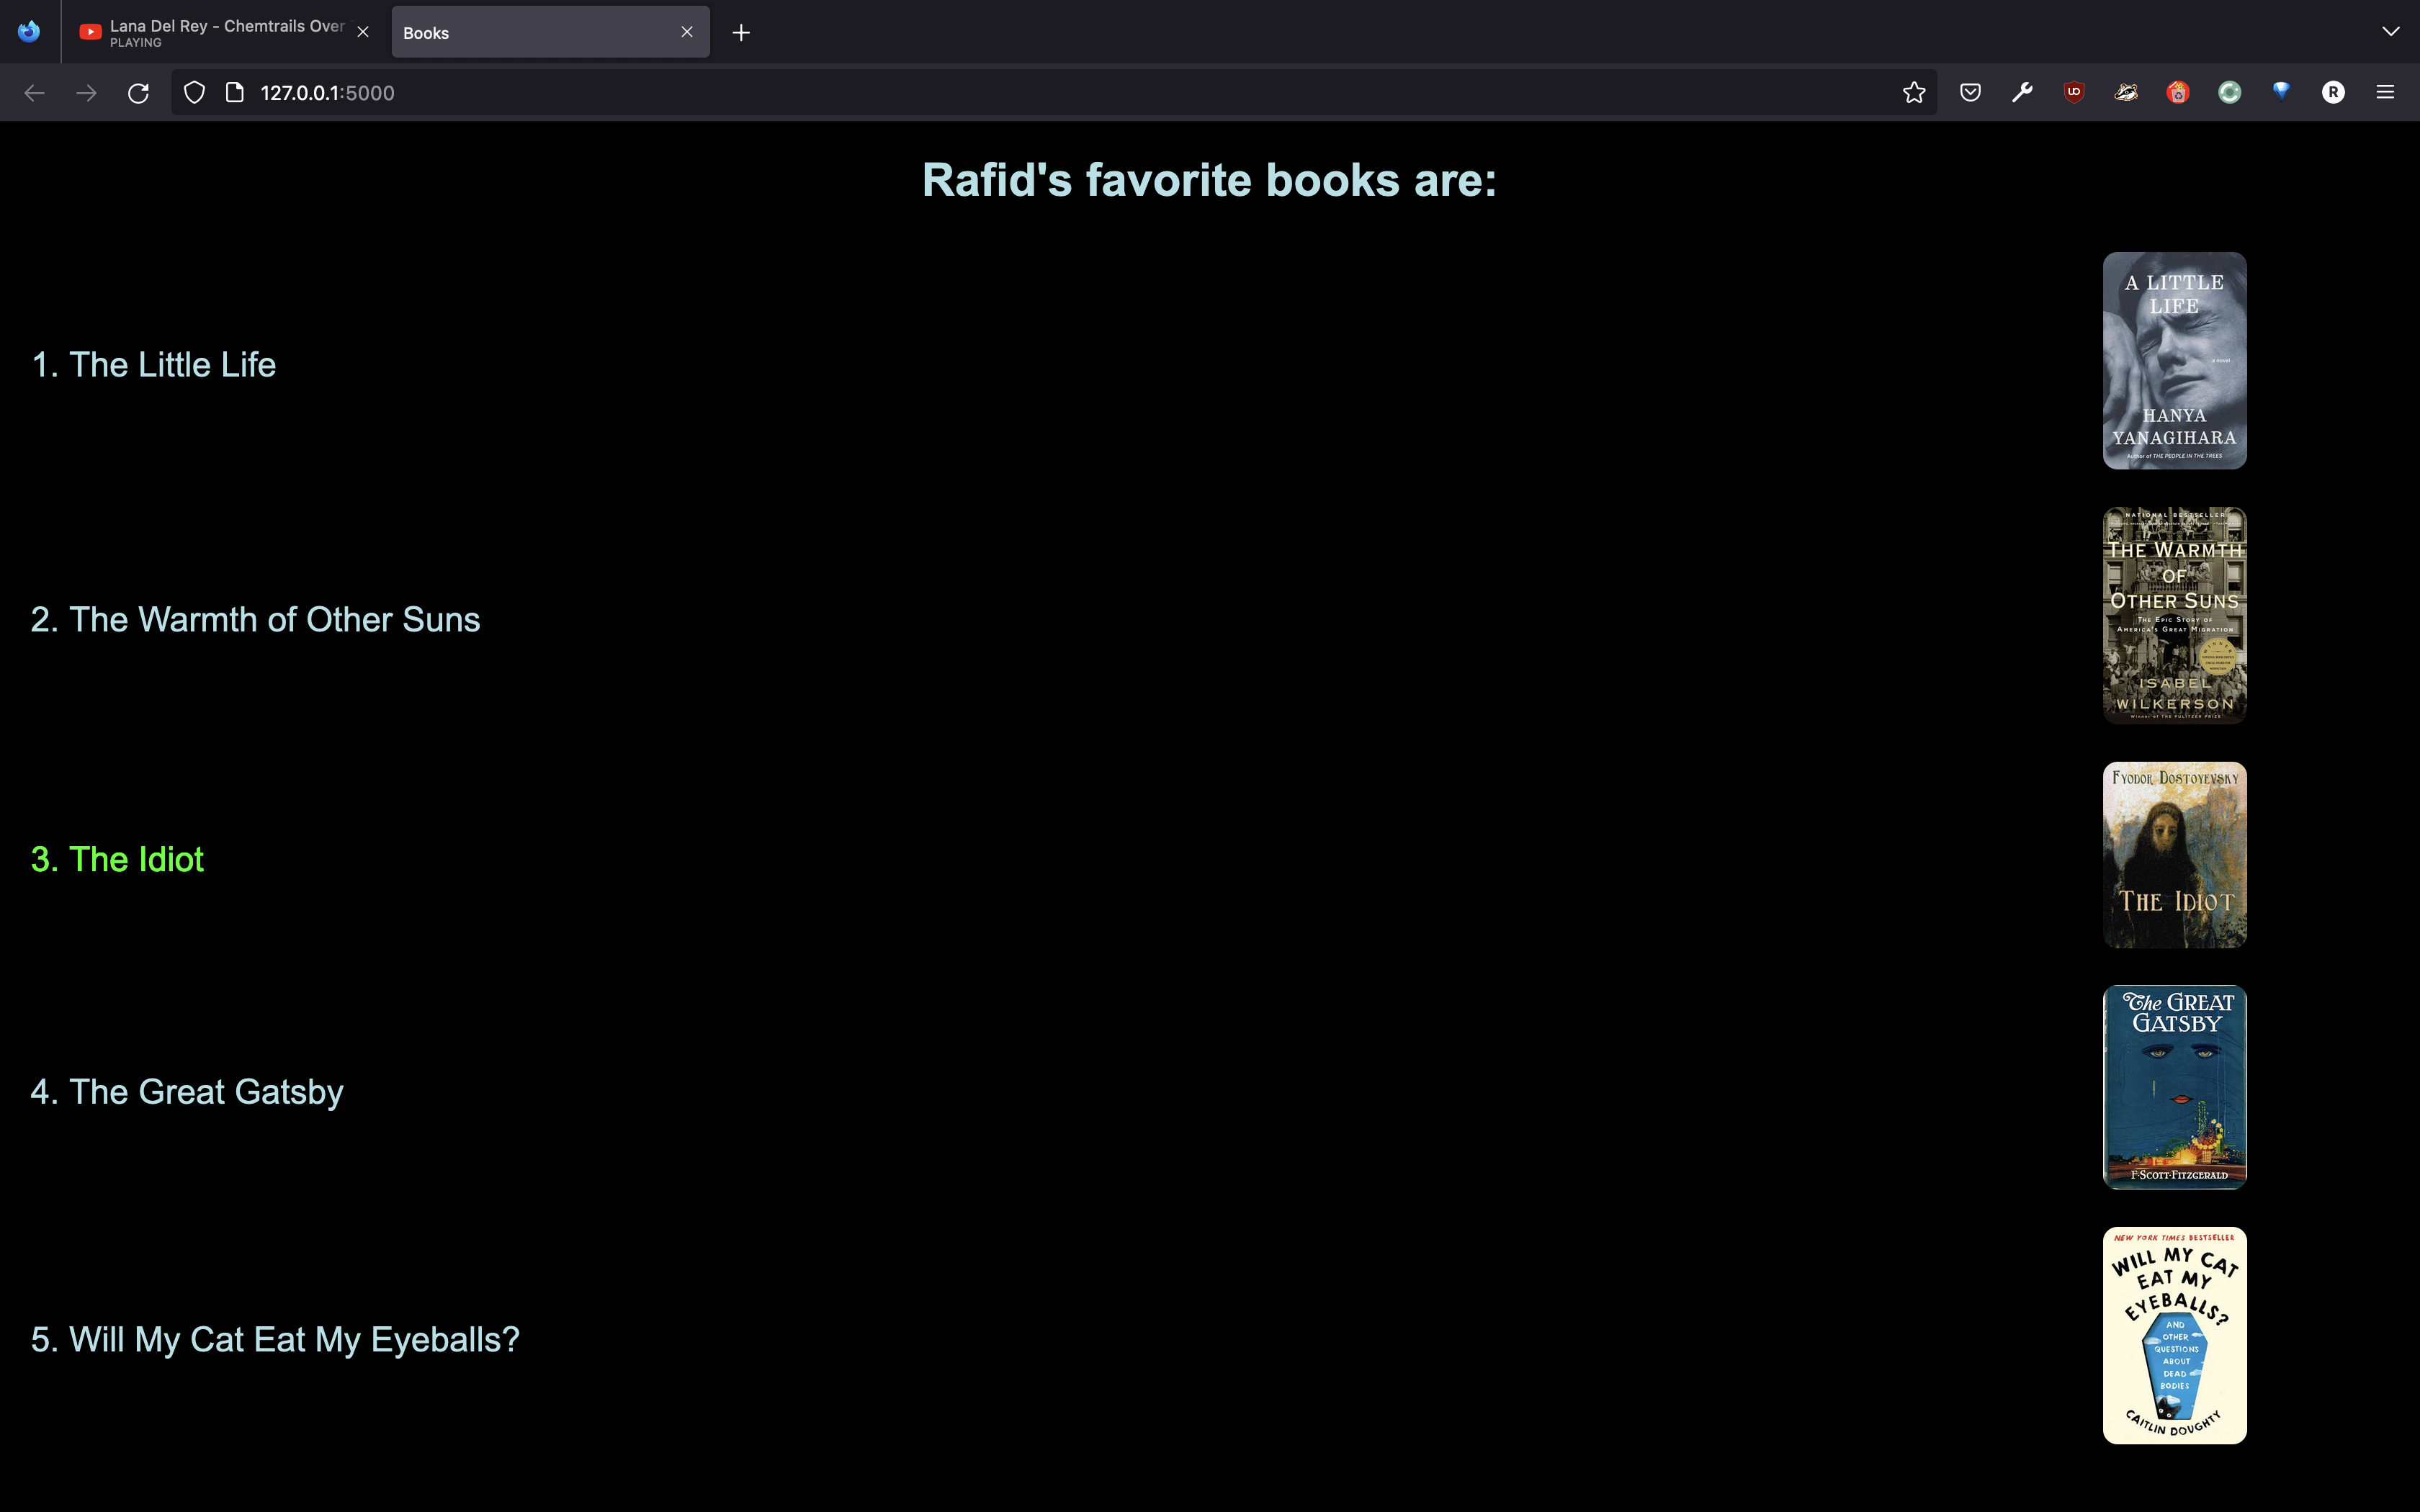 Lana Del Rey - Chemtrails Over
PLAYING
Books
127.0.0.1:5000
UD
R
Rafid's favorite books are:
1. The Little Life
A LITTLE
LIFE
a novel
HANYA
YANAGIHARA
Author of THE PEOPLE IN THE TREES
2. The Warmth of Other Suns
NATIONAL BESTSELLER
THE WARMTH
OF
OTHER SUNS
THE EPIC STORY OF
AMERICA'S GREAT MIGRATION
WINNER
ISABEL
WILKERSON
Winner of THE PULITZER PRIZE
3. The Idiot
FYODOR DOSTOYEVSKY
THE IDIOT
4. The Great Gatsby
The GREAT
GATSBY
F·SCOTT·FITZGERALD
5. Will My Cat Eat My Eyeballs?
NEW YORK TIMES BESTSELLER
WILL MY CAT
EAT MY
EYEBALLS?
AND
OTHER
QUESTIONS
ABOUT
DEAD
BODIES
CAITLIN DOUGHTY